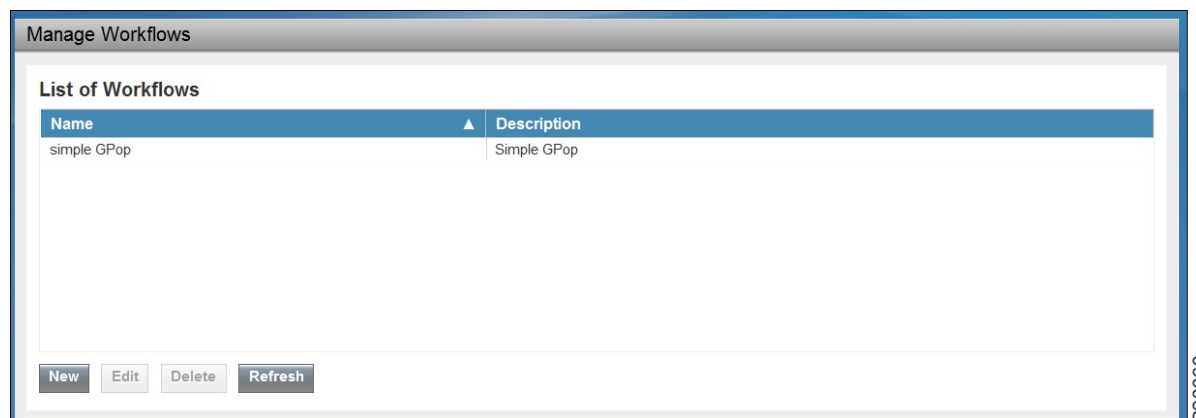 Manage Workflows
List of Workflows
Name ▲ Description
simple GPop Simple GPop
New Edit Delete Refresh